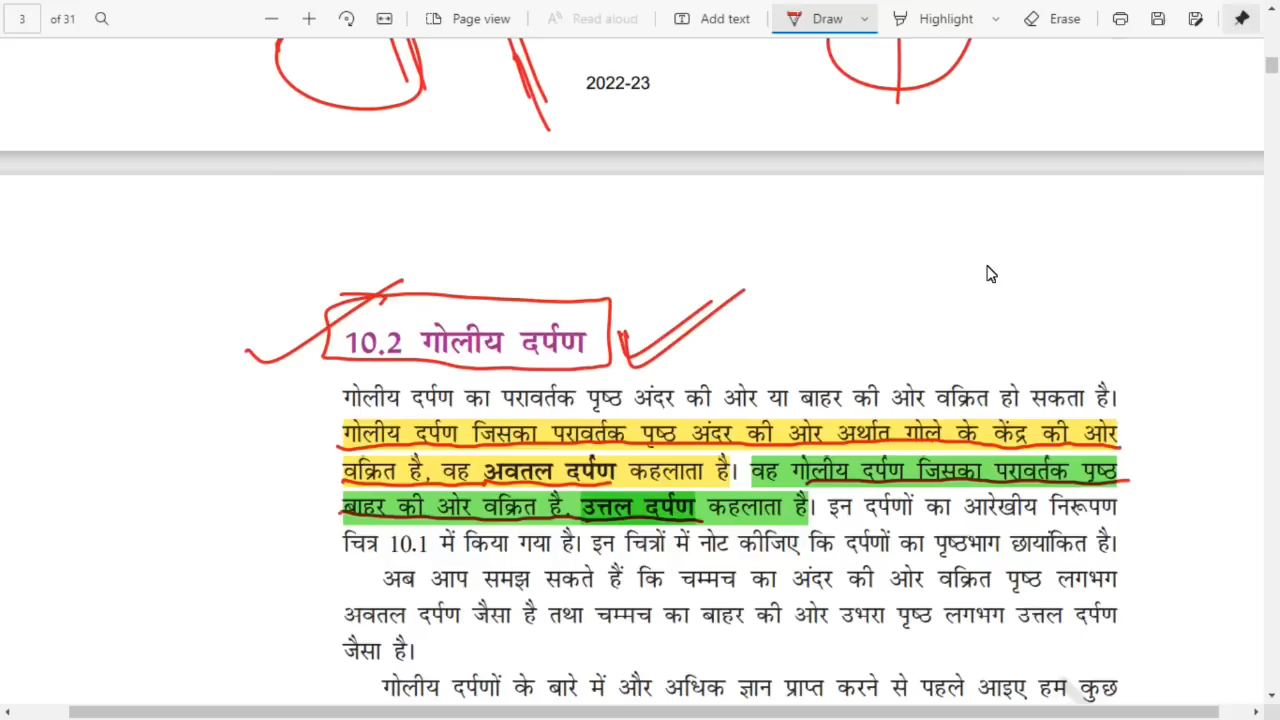 3 of 31 Page view Read aloud Add text Draw Highlight Erase
2022-23
10.2 गोलीय दर्पण
गोलीय दर्पण का परावर्तक पृष्ठ अंदर की ओर या बाहर की ओर वक्रित हो सकता है।
गोलीय दर्पण जिसका परावर्तक पृष्ठ अंदर की ओर अर्थात गोले के केंद्र की ओर
वक्रित है, वह अवतल दर्पण कहलाता है। वह गोलीय दर्पण जिसका परावर्तक पृष्ठ
बाहर की ओर वक्रित है, उत्तल दर्पण कहलाता है। इन दर्पणों का आरेखीय निरूपण
चित्र 10.1 में किया गया है। इन चित्रों में नोट कीजिए कि दर्पणों का पृष्ठभाग छायांकित है।
अब आप समझ सकते हैं कि चम्मच का अंदर की ओर वक्रित पृष्ठ लगभग
अवतल दर्पण जैसा है तथा चम्मच का बाहर की ओर उभरा पृष्ठ लगभग उत्तल दर्पण
जैसा है।
गोलीय दर्पणों के बारे में और अधिक ज्ञान प्राप्त करने से पहले आइए हम कुछ